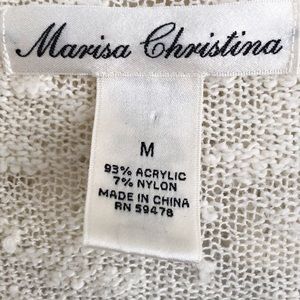 Marisa Christina
M
93% ACRYLIC
7% NYLON
MADE IN CHINA
RN 59478